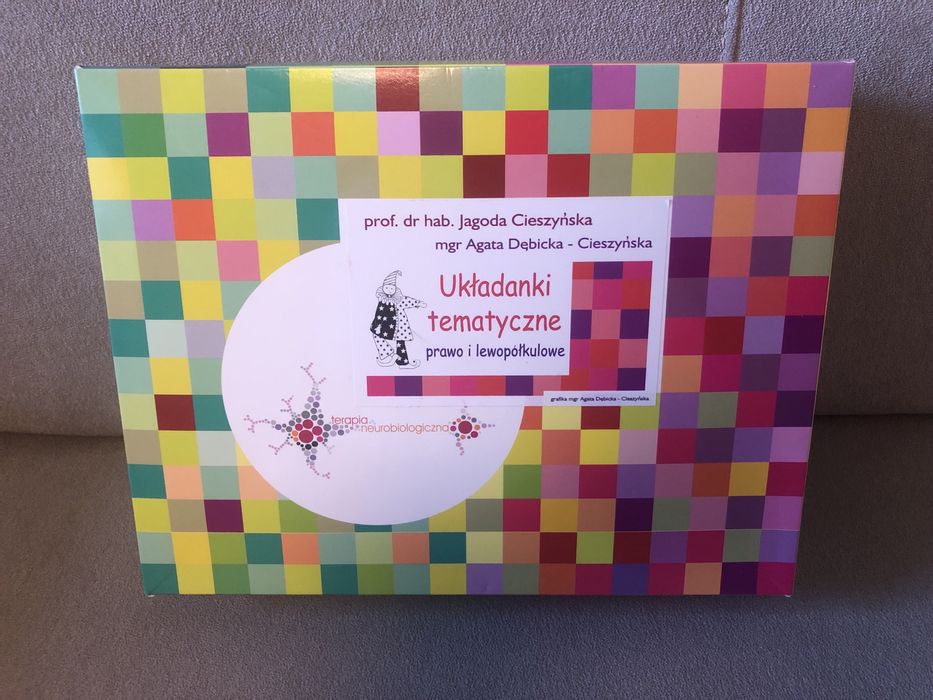 prof. dr hab. Jagoda Cieszyńska
mgr Agata Dębicka - Cieszyńska
Układanki
tematyczne
prawo i lewopółkulowe
grafika mgr Agata Dębicka - Cieszyńska
terapia
neurobiologiczna